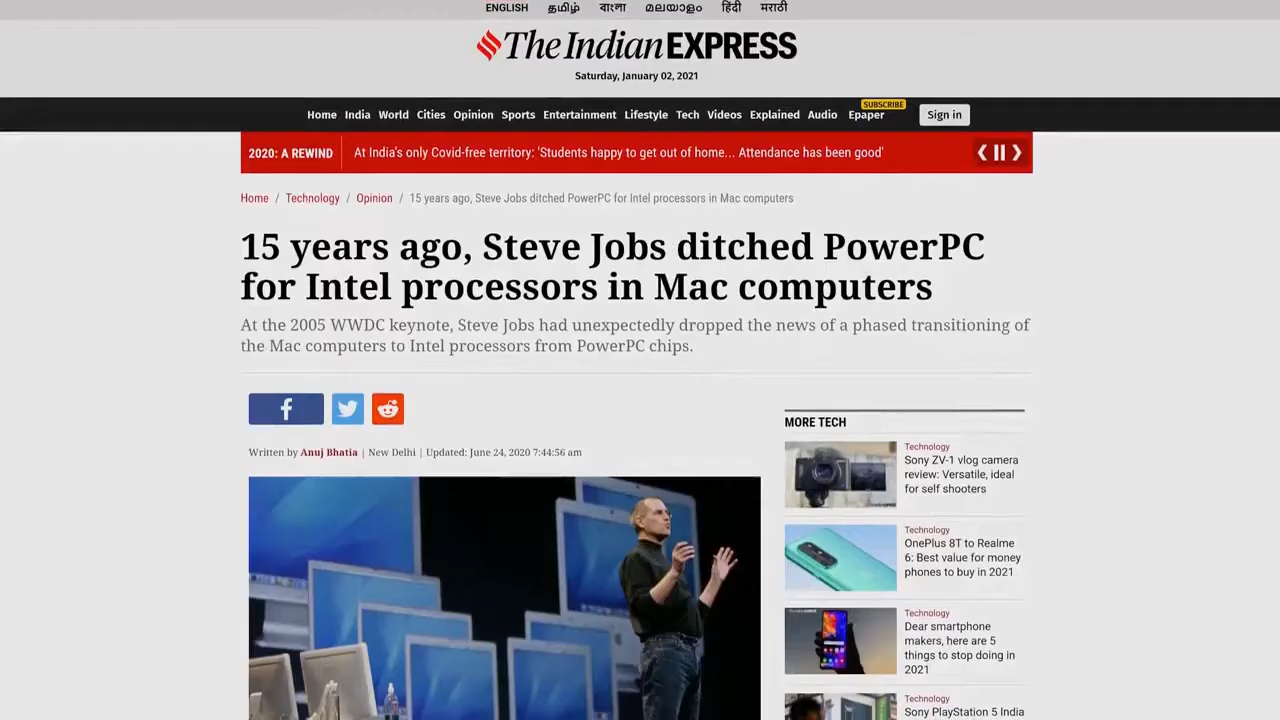 ENGLISH தமிழ் বাংলা മലയാളം हिंदी मराठी
The Indian EXPRESS
Saturday, January 02, 2021
SUBSCRIBE
Home India World Cities Opinion Sports Entertainment Lifestyle Tech Videos Explained Audio Epaper Sign in
2020: A REWIND At India's only Covid-free territory: 'Students happy to get out of home... Attendance has been good'
Home / Technology / Opinion / 15 years ago, Steve Jobs ditched PowerPC for Intel processors in Mac computers
15 years ago, Steve Jobs ditched PowerPC
for Intel processors in Mac computers
At the 2005 WWDC keynote, Steve Jobs had unexpectedly dropped the news of a phased transitioning of
the Mac computers to Intel processors from PowerPC chips.
Written by Anuj Bhatia | New Delhi | Updated: June 24, 2020 7:44:56 am
MORE TECH
Technology
Sony ZV-1 vlog camera
review: Versatile, ideal
for self shooters
Technology
OnePlus 8T to Realme
6: Best value for money
phones to buy in 2021
Technology
Dear smartphone
makers, here are 5
things to stop doing in
2021
Technology
Sony PlayStation 5 India